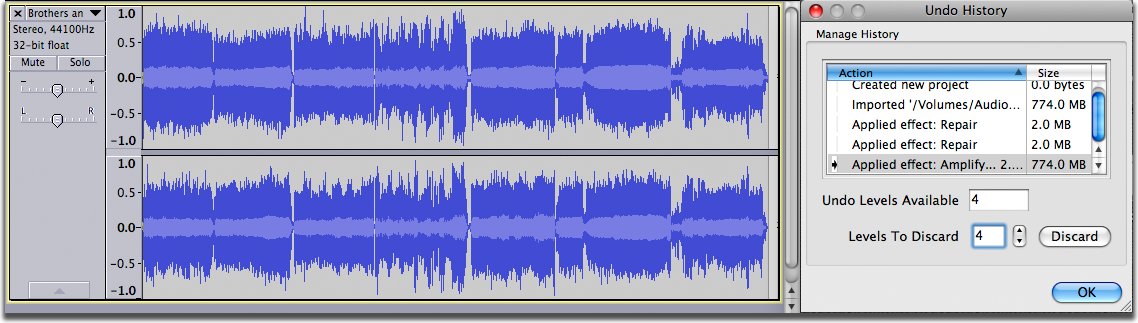 Brothers an
Stereo, 44100Hz
32-bit float
Mute Solo
- +
L R
1.0
0.5-
0.0-
-0.5-
-1.0
1.0
0.5-
0.0-
-0.5-
-1.0
Undo History
Manage History
Action Size
Created new project 0.0 bytes
Imported '/Volumes/Audio... 774.0 MB
Applied effect: Repair 2.0 MB
Applied effect: Repair 2.0 MB
Applied effect: Amplify... 2.... 774.0 MB
Undo Levels Available 4
Levels To Discard 4 Discard
OK